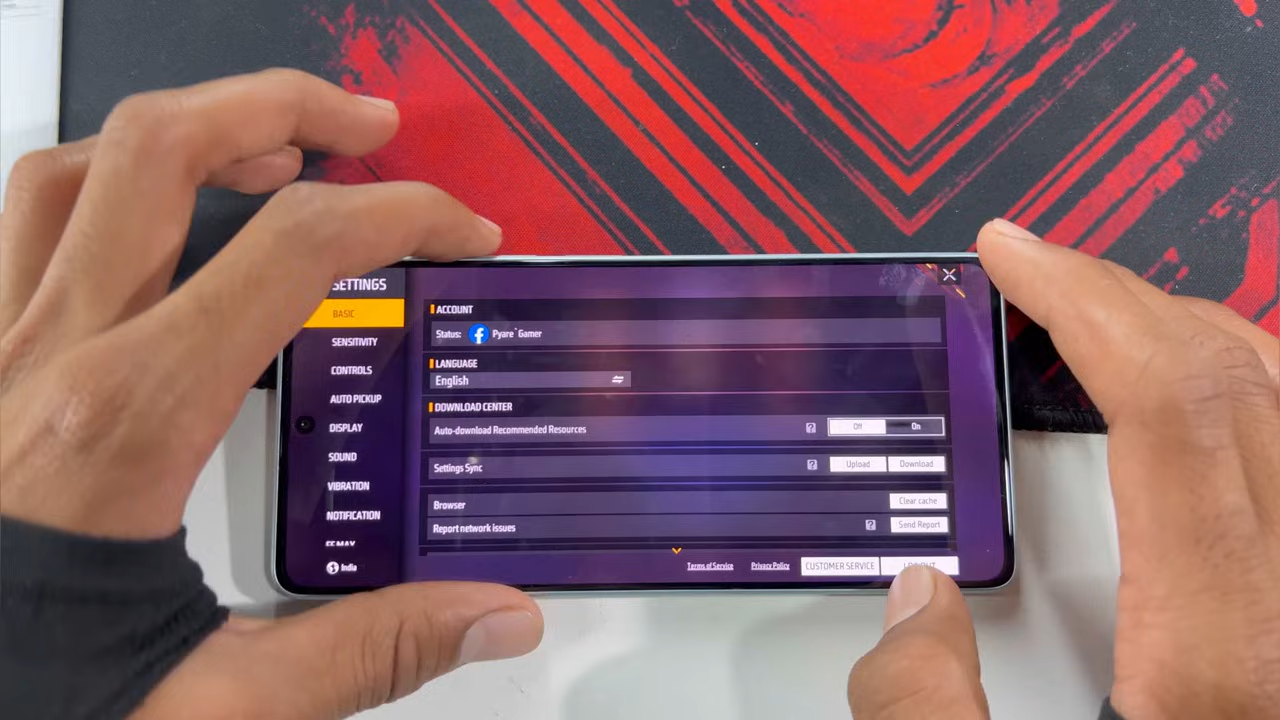 SETTINGS
BASIC
SENSITIVITY
CONTROLS
AUTO PICKUP
DISPLAY
SOUND
VIBRATION
NOTIFICATION
FF MAX
India
ACCOUNT
Status: Pyare`Gamer
LANGUAGE
English
DOWNLOAD CENTER
Auto-download Recommended Resources ? Off On
Settings Sync ? Upload Download
Browser Clear cache
Report network issues ? Send Report
Terms of Service Privacy Policy CUSTOMER SERVICE